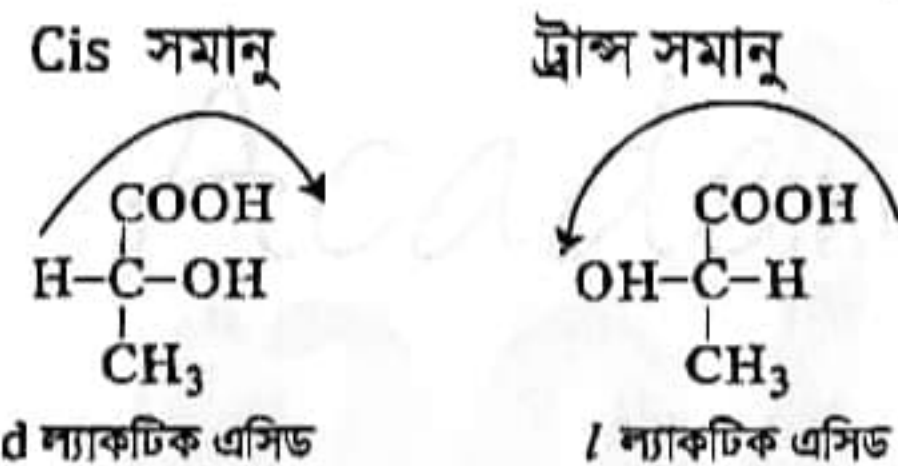 Cis সমানু ট্রান্স সমানু
COOH COOH
H–C–OH OH–C–H
CH₃ CH₃
d ল্যাকটিক এসিড l ল্যাকটিক এসিড